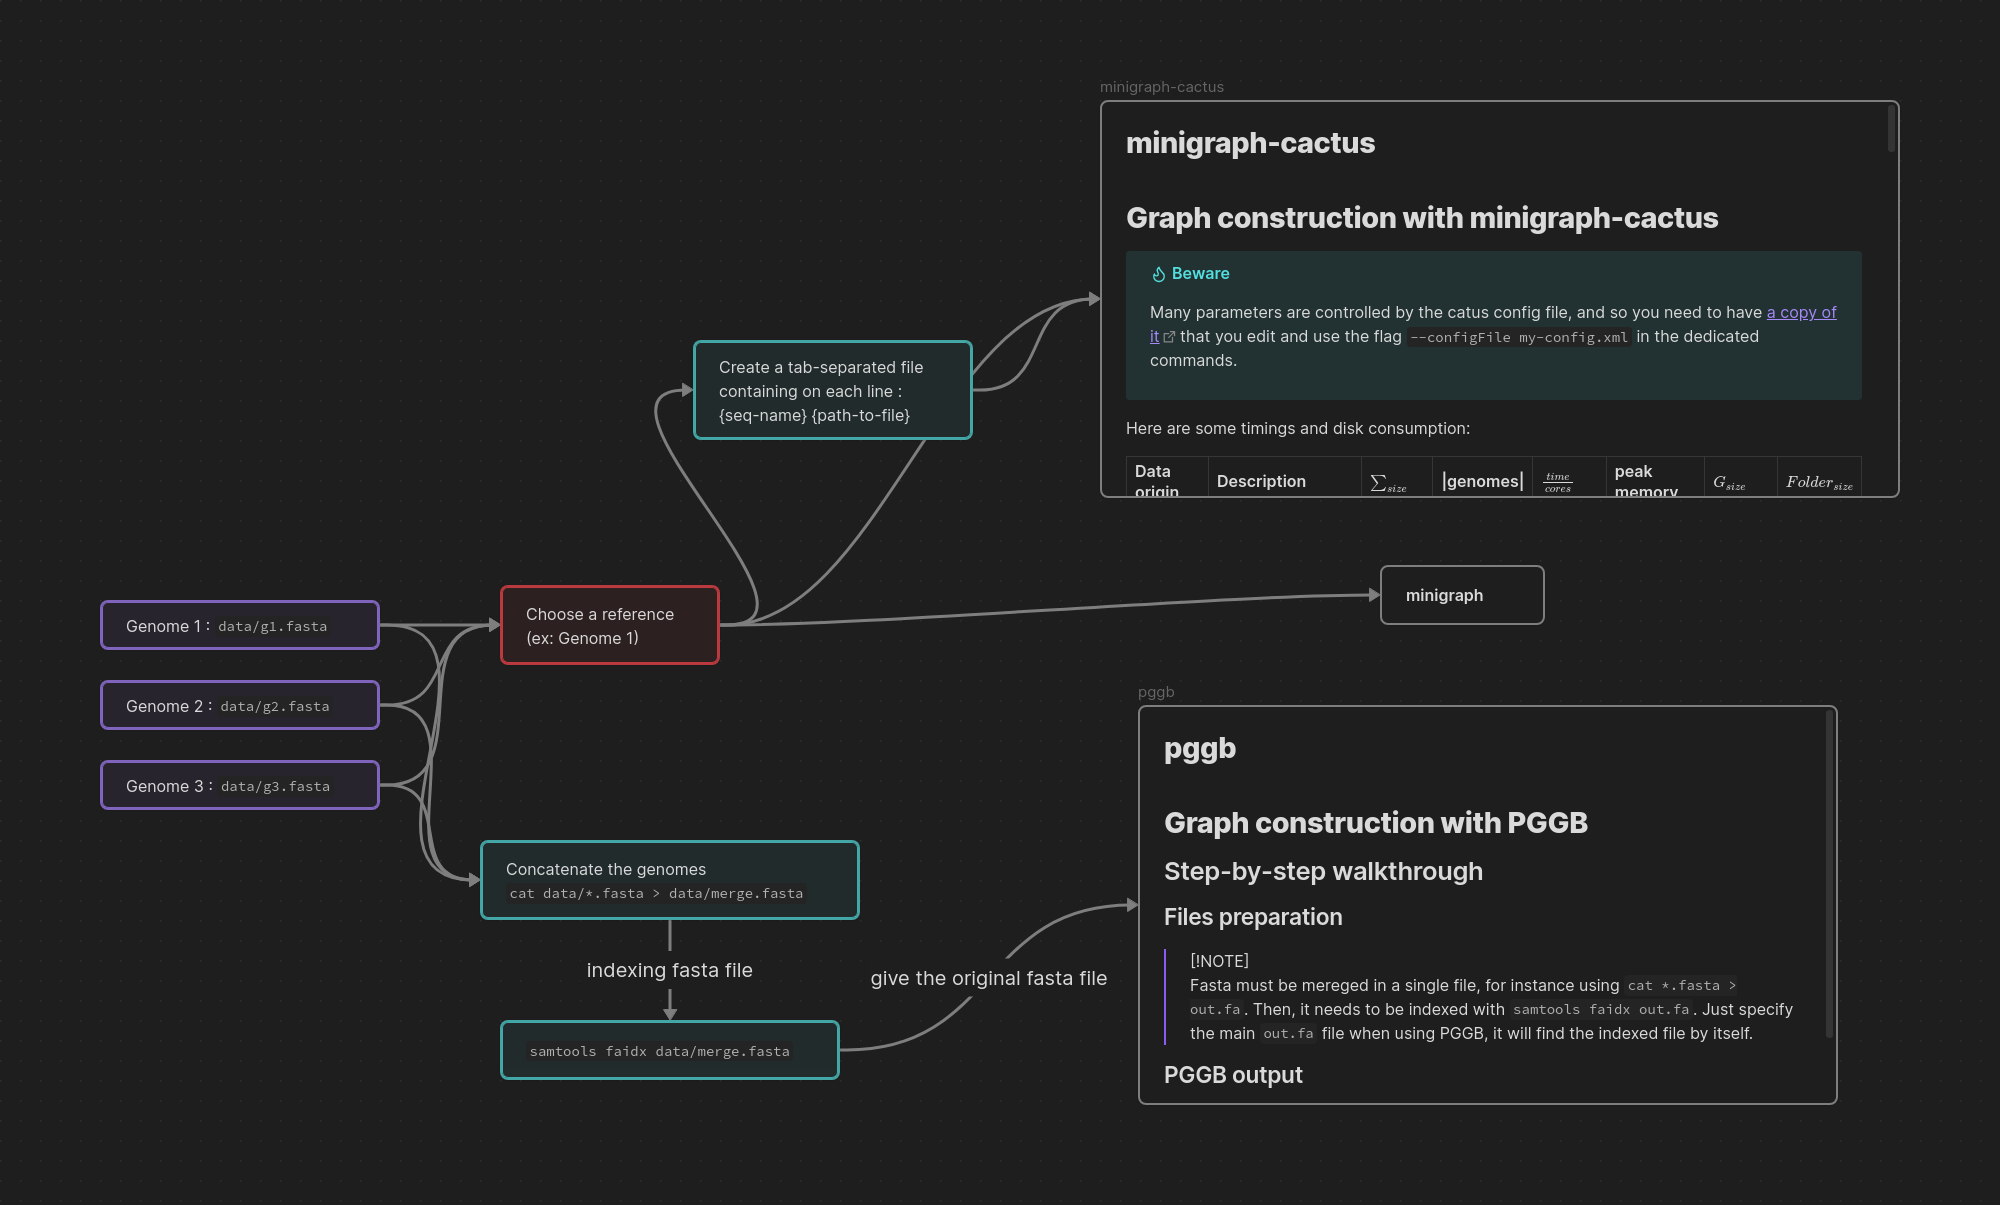 minigraph-cactus
minigraph-cactus
Graph construction with minigraph-cactus
Beware
Many parameters are controlled by the catus config file, and so you need to have a copy of
it that you edit and use the flag --configFile my-config.xml in the dedicated
commands.
Here are some timings and disk consumption:
Data origin Description ∑size |genomes| time/cores peak memory Gsize Foldersize
Create a tab-separated file
containing on each line :
{seq-name} {path-to-file}
minigraph
Genome 1 : data/g1.fasta
Choose a reference
(ex: Genome 1)
Genome 2 : data/g2.fasta
Genome 3 : data/g3.fasta
Concatenate the genomes
cat data/*.fasta > data/merge.fasta
indexing fasta file
samtools faidx data/merge.fasta
give the original fasta file
pggb
pggb
Graph construction with PGGB
Step-by-step walkthrough
Files preparation
[!NOTE]
Fasta must be mereged in a single file, for instance using cat *.fasta >
out.fa. Then, it needs to be indexed with samtools faidx out.fa. Just specify
the main out.fa file when using PGGB, it will find the indexed file by itself.
PGGB output